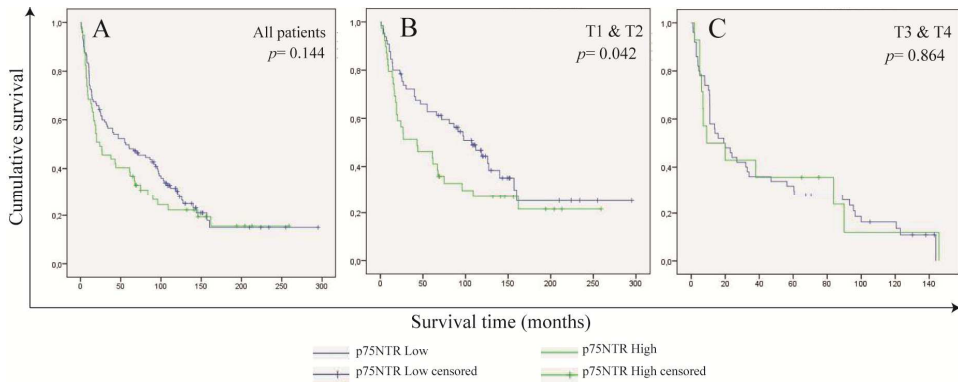 A
All patients
p= 0.144
B
T1 & T2
p= 0.042
C
T3 & T4
p= 0.864
Cumulative survival
1,0
0,8
0,6
0,4
0,2
0,0
0 50 100 150 200 250 300
1,0
0,8
0,6
0,4
0,2
0,0
0 50 100 150 200 250 300
1,0
0,8
0,6
0,4
0,2
0,0
0 20 40 60 80 100 120 140
Survival time (months)
p75NTR Low
p75NTR High
p75NTR Low censored
p75NTR High censored